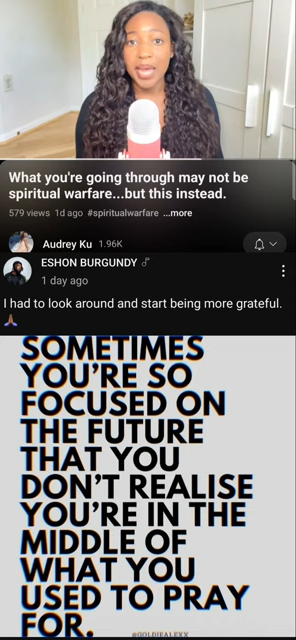 What you're going through may not be
spiritual warfare...but this instead.
579 views 1d ago #spiritualwarfare ...more
Audrey Ku 1.96K
ESHON BURGUNDY
1 day ago
I had to look around and start being more grateful.
🙏🏾
SOMETIMES
YOU'RE SO
FOCUSED ON
THE FUTURE
THAT YOU
DON'T REALISE
YOU'RE IN THE
MIDDLE OF
WHAT YOU
USED TO PRAY
FOR.
@GOLDIEALEXX